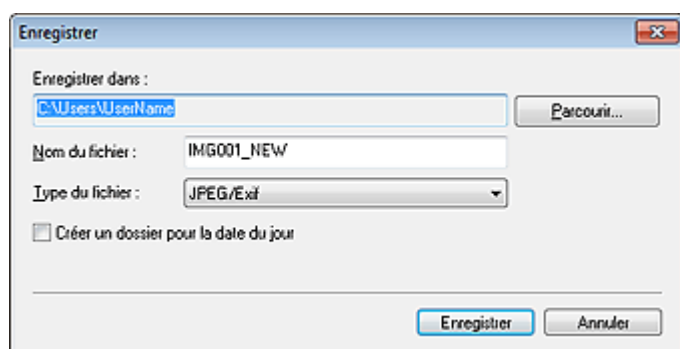 Enregistrer
Enregistrer dans :
C:\Users\UserName
Parcourir...
Nom du fichier :
IMG001_NEW
Type du fichier :
JPEG/Exif
Créer un dossier pour la date du jour
Enregistrer
Annuler